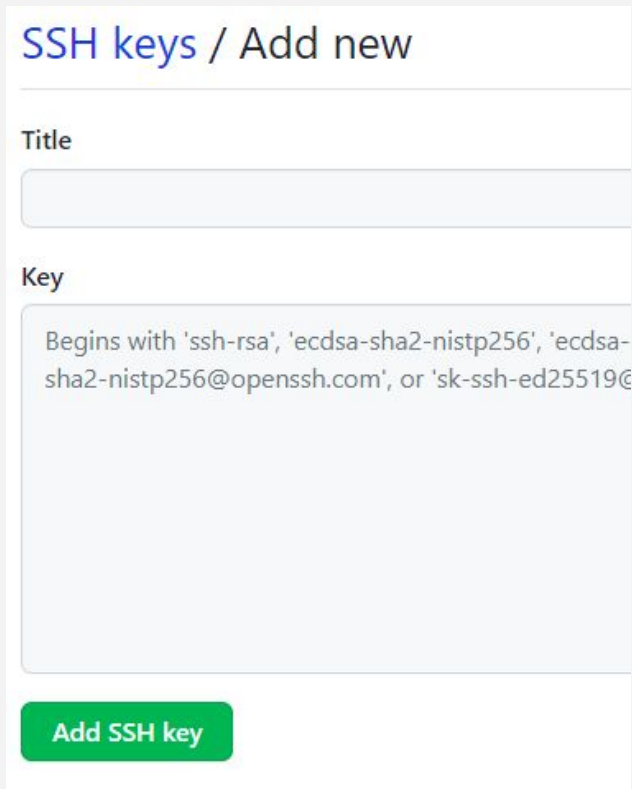 SSH keys / Add new
Title
Key
Begins with 'ssh-rsa', 'ecdsa-sha2-nistp256', 'ecdsa-
sha2-nistp256@openssh.com', or 'sk-ssh-ed25519@
Add SSH key